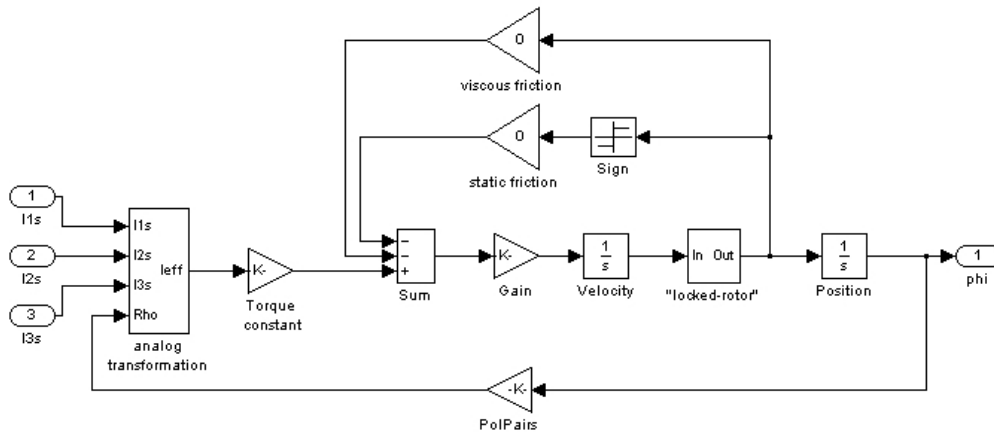 0
viscous friction
0
static friction
Sign
1
I1s
2
I2s
3
I3s
I1s
I2s
I3s
Rho
Ieff
analog
transformation
K-
Torque
constant
−
−
+
Sum
K-
Gain
1
s
Velocity
In Out
"locked-rotor"
1
s
Position
1
phi
-K-
PolPairs